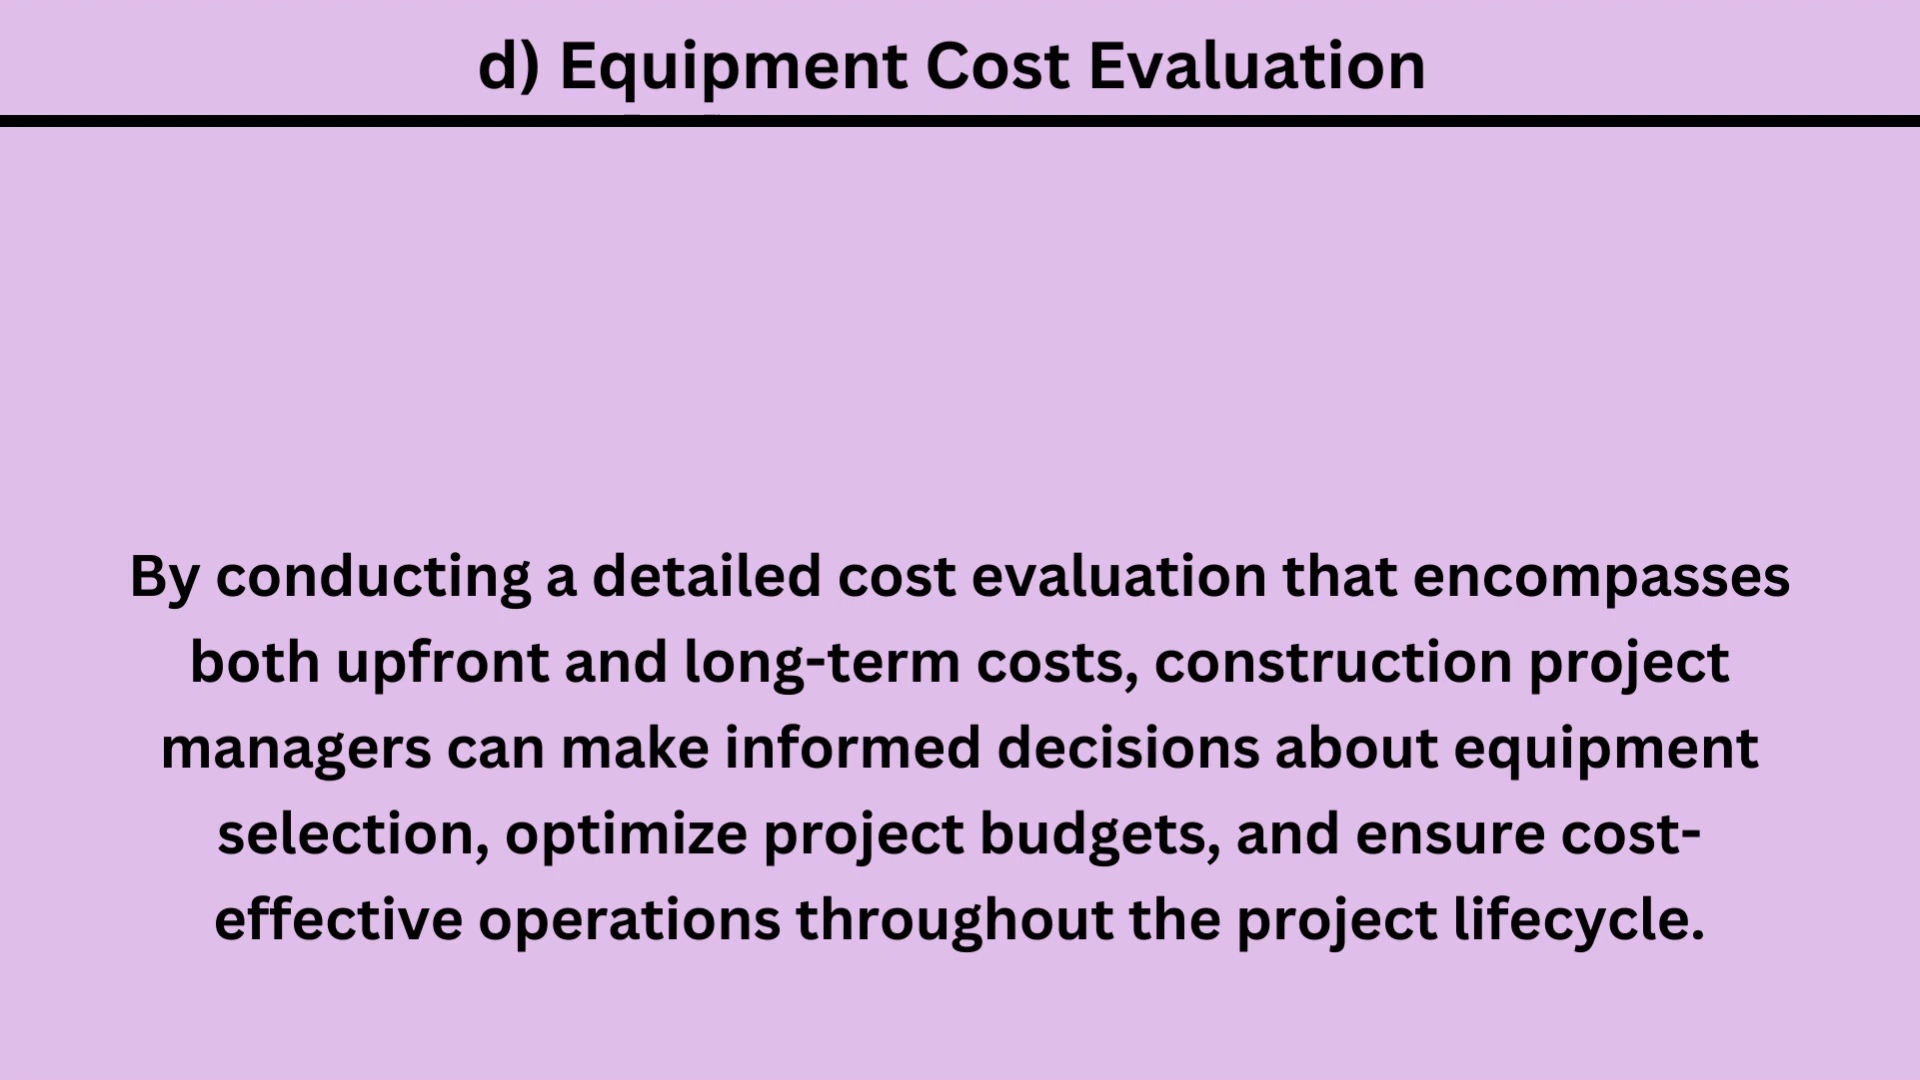 d) Equipment Cost Evaluation
By conducting a detailed cost evaluation that encompasses
both upfront and long-term costs, construction project
managers can make informed decisions about equipment
selection, optimize project budgets, and ensure cost-
effective operations throughout the project lifecycle.